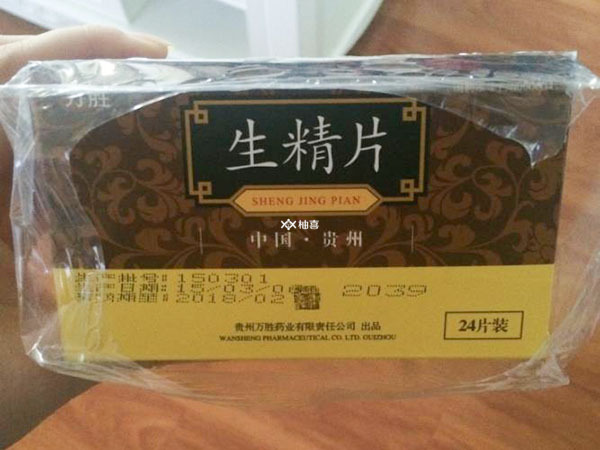 万胜
生精片
SHENG JING PIAN
柚喜
中国·贵州
150301
15/03/0
2018/02
2039
贵州万胜药业有限责任公司 出品
WANSHENG PHARMACEUTICAL CO. LTD. GUIZHOU
24片装